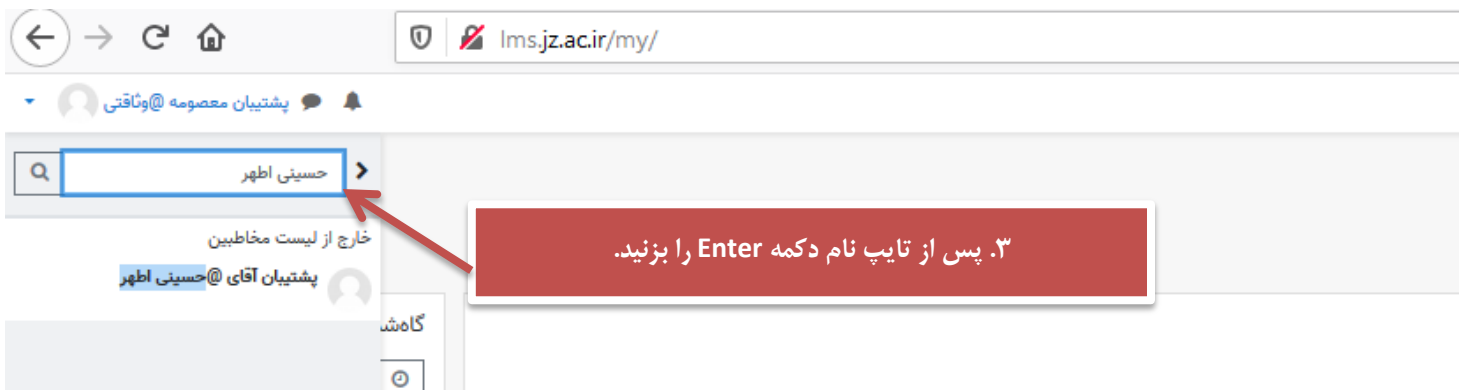 lms.jz.ac.ir/my/
پشتیبان معصومه @وثاقتی
حسینی اطهر
۳. پس از تایپ نام دکمه Enter را بزنید.
خارج از لیست مخاطبین
پشتیبان آقای @حسینی اطهر
گاه‌شد